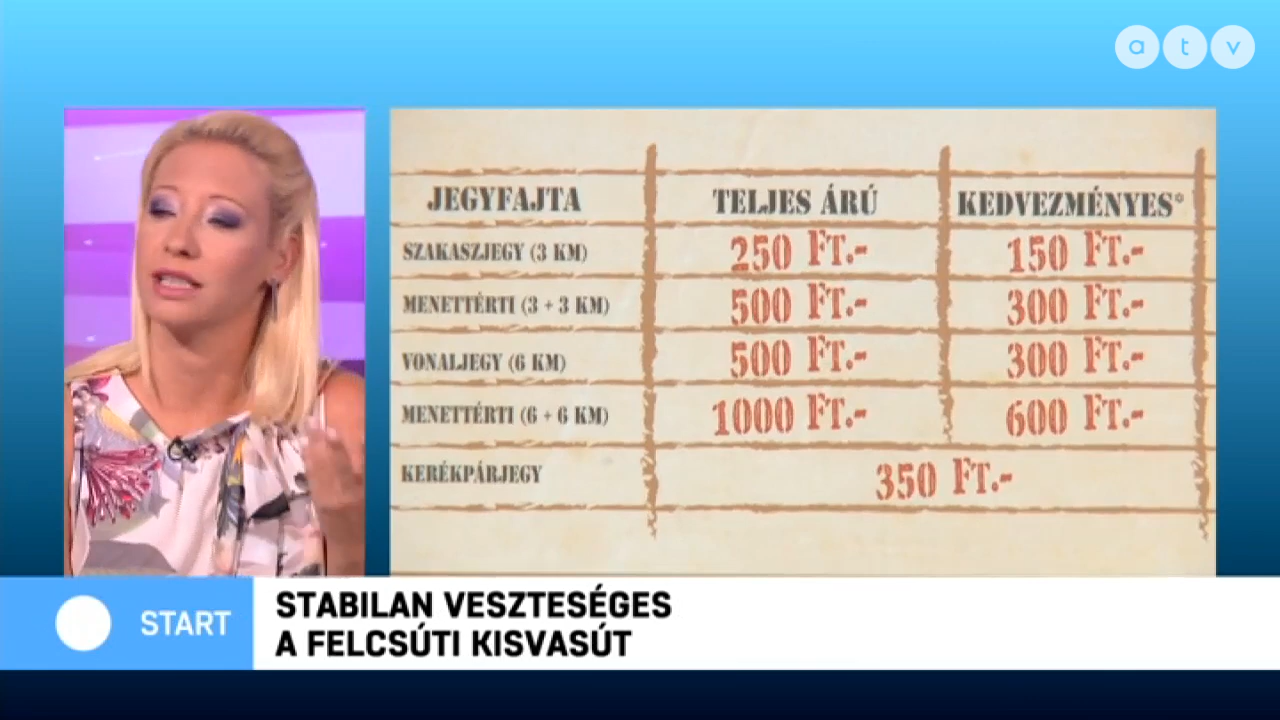 atv
JEGYFAJTA TELJES ÁRÚ KEDVEZMÉNYES*
SZAKASZJEGY (3 KM) 250 FT.- 150 FT.-
MENETTÉRTI (3 + 3 KM) 500 FT.- 300 FT.-
VONALJEGY (6 KM) 500 FT.- 300 FT.-
MENETTÉRTI (6 + 6 KM) 1000 FT.- 600 FT.-
KERÉKPÁRJEGY 350 FT.-
START
STABILAN VESZTESÉGES
A FELCSÚTI KISVASÚT